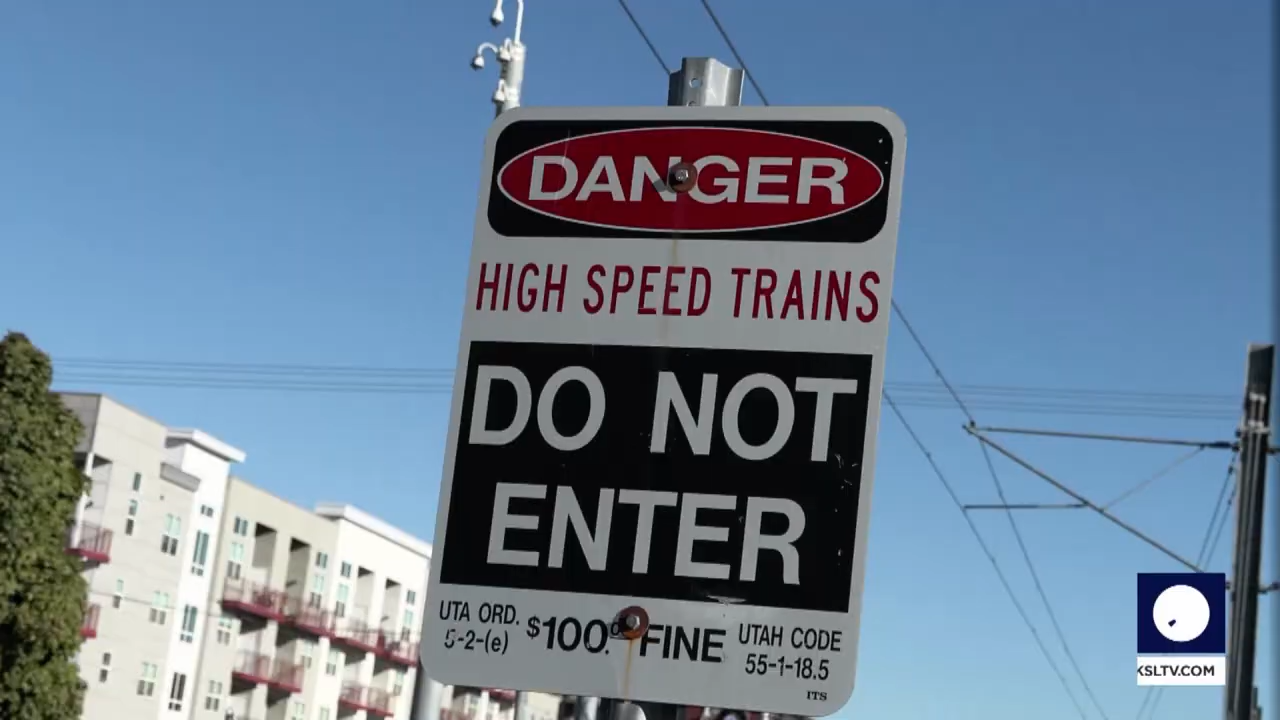 DANGER
HIGH SPEED TRAINS
DO NOT
ENTER
UTA ORD.
5-2-(e)
$100.00 FINE
UTAH CODE
55-1-18.5
ITS
KSLTV.COM